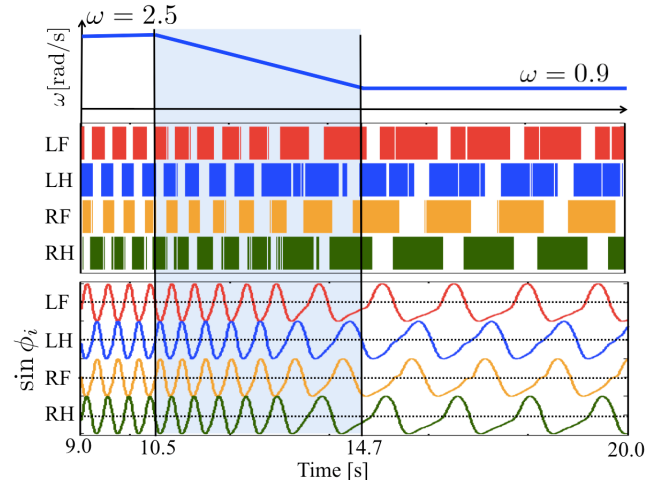 ω = 2.5
ω[rad/s]
ω = 0.9
LF
LH
RF
RH
sin ϕᵢ
LF
LH
RF
RH
9.0 10.5 14.7 20.0
Time [s]